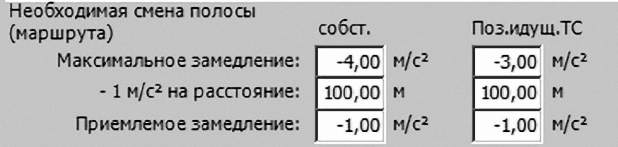 Необходимая смена полосы
(маршрута) собст. Поз.идущ.ТС
Максимальное замедление: -4,00 м/с² -3,00 м/с²
- 1 м/с² на расстояние: 100,00 м 100,00 м
Приемлемое замедление: -1,00 м/с² -1,00 м/с²